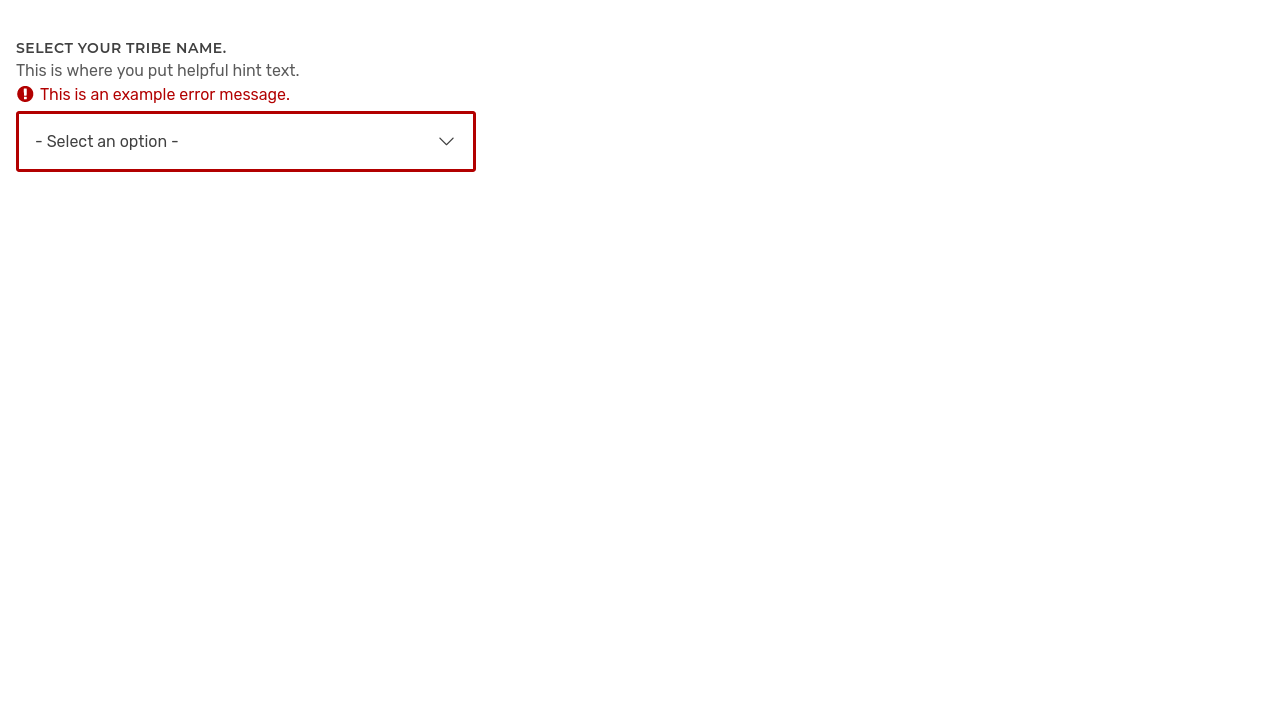 SELECT YOUR TRIBE NAME.
This is where you put helpful hint text.
This is an example error message.
- Select an option -